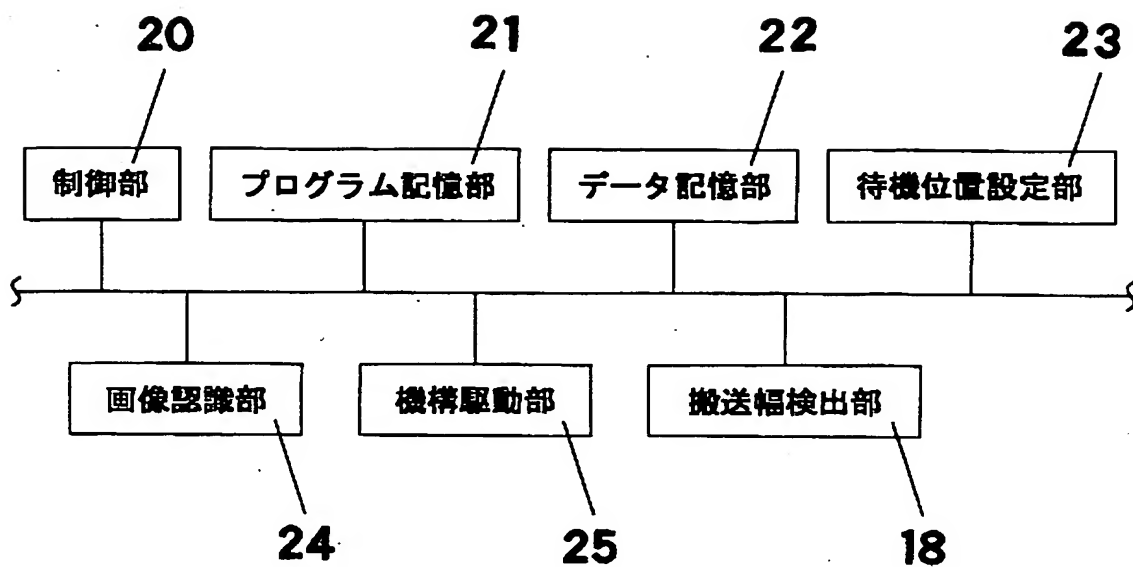 20
21
22
23
制御部
プログラム記憶部
データ記憶部
待機位置設定部
画像認識部
機構駆動部
搬送幅検出部
24
25
18